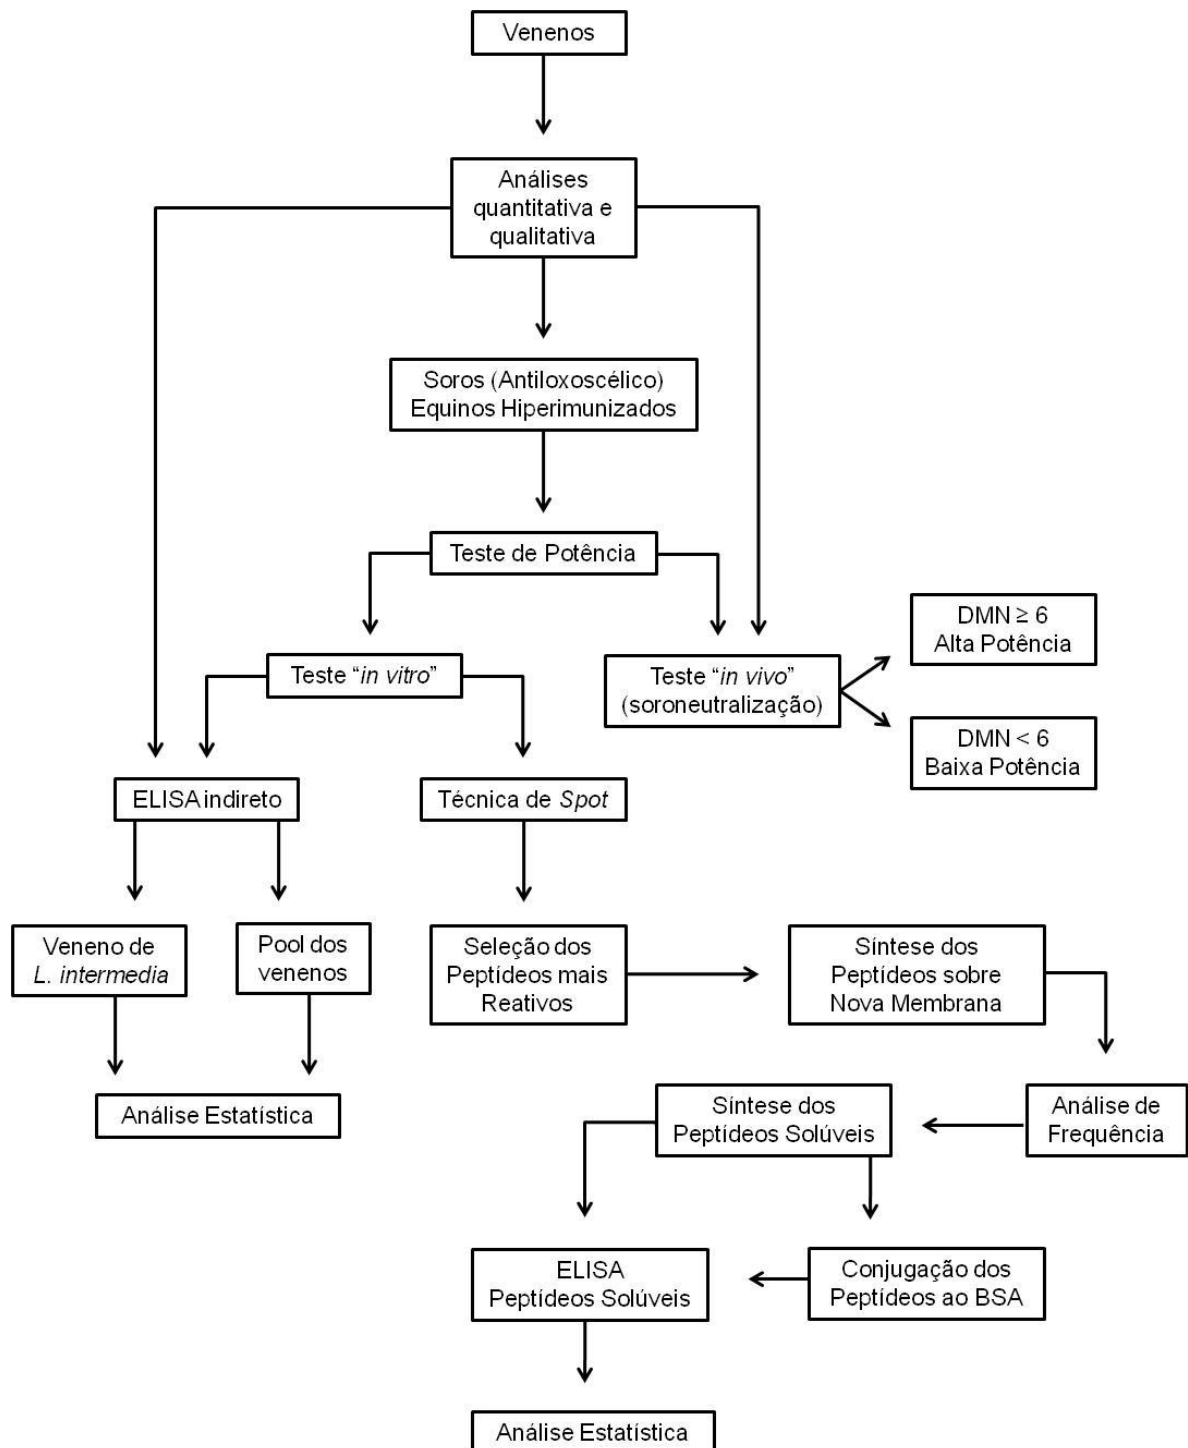 Venenos
Análises
quantitativa e
qualitativa
Soros (Antiloxoscélico)
Equinos Hiperimunizados
Teste de Potência
DMN ≥ 6
Alta Potência
Teste “in vitro”
Teste “in vivo”
(soroneutralização)
DMN < 6
Baixa Potência
ELISA indireto
Técnica de Spot
Veneno de
L. intermedia
Pool dos
venenos
Seleção dos
Peptídeos mais
Reativos
Síntese dos
Peptídeos sobre
Nova Membrana
Análise Estatística
Síntese dos
Peptídeos Solúveis
Análise de
Frequência
ELISA
Peptídeos Solúveis
Conjugação dos
Peptídeos ao BSA
Análise Estatística